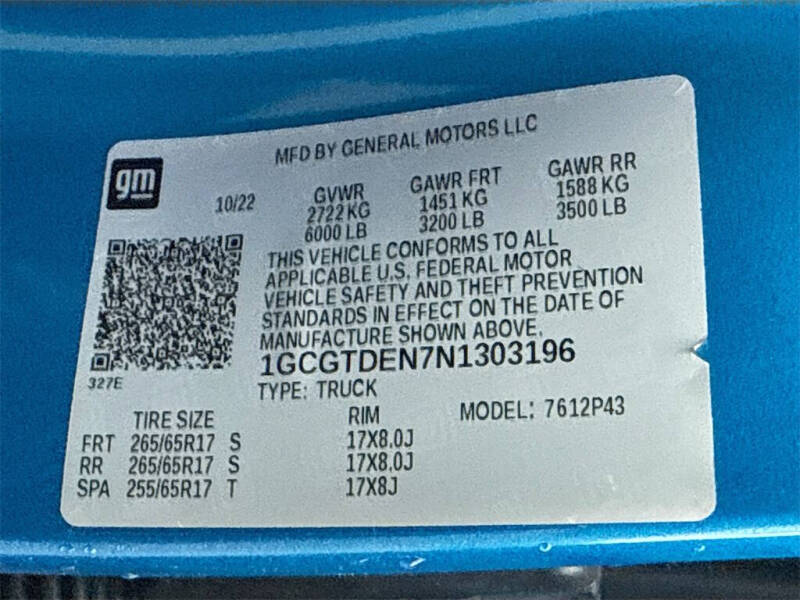 MFD BY GENERAL MOTORS LLC
gm
10/22 GVWR GAWR FRT GAWR RR
2722 KG 1451 KG 1588 KG
6000 LB 3200 LB 3500 LB
THIS VEHICLE CONFORMS TO ALL
APPLICABLE U.S. FEDERAL MOTOR
VEHICLE SAFETY AND THEFT PREVENTION
STANDARDS IN EFFECT ON THE DATE OF
MANUFACTURE SHOWN ABOVE.
1GCGTDEN7N1303196
327E
TYPE: TRUCK
TIRE SIZE RIM MODEL: 7612P43
FRT 265/65R17 S 17X8.0J
RR 265/65R17 S 17X8.0J
SPA 255/65R17 T 17X8J